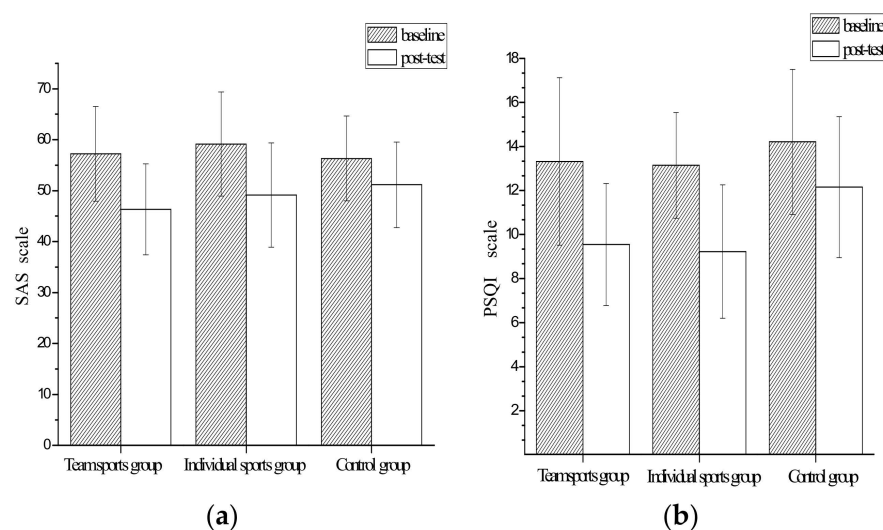 baseline
post-test
70
60
50
40
30
20
10
0
SAS scale
Teamsports group
Individual sports group
Control group
(a)
baseline
post-test
18
16
14
12
10
8
6
4
2
PSQI scale
Teamsports group
Individual sports group
Control group
(b)